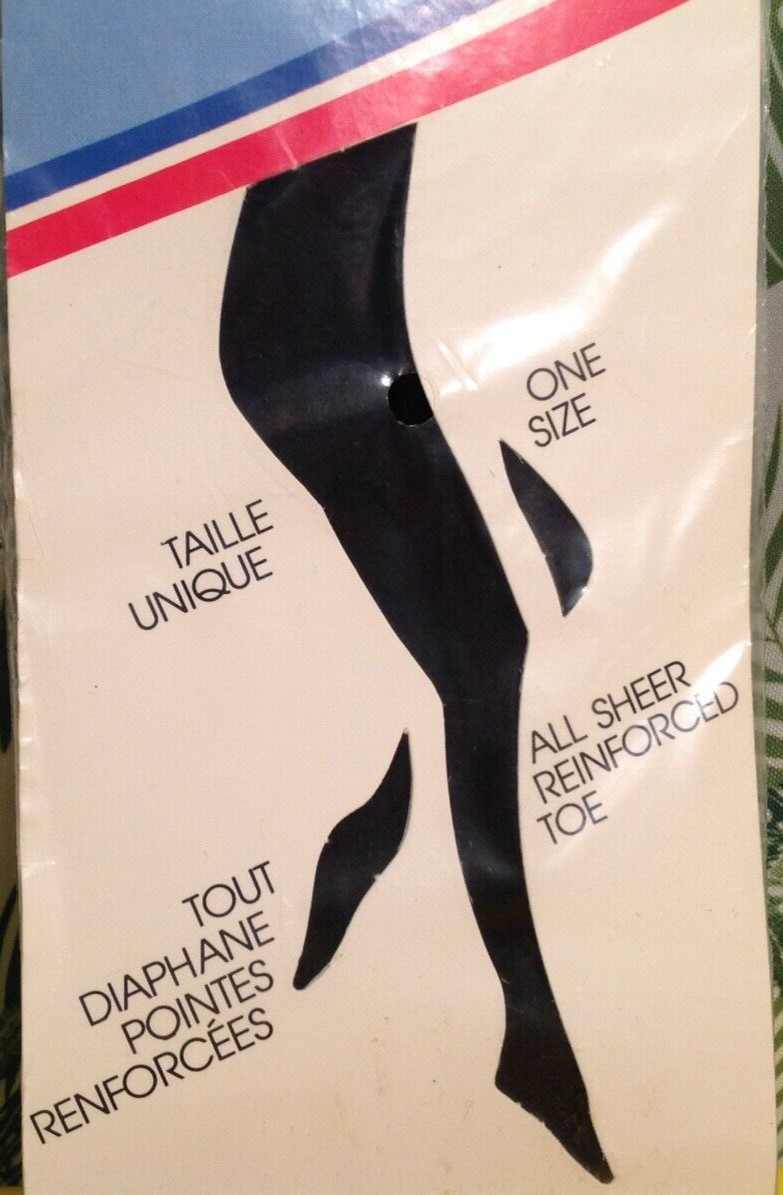 ONE
SIZE
TAILLE
UNIQUE
ALL SHEER
REINFORCED
TOE
TOUT
DIAPHANE
POINTES
RENFORCÉES